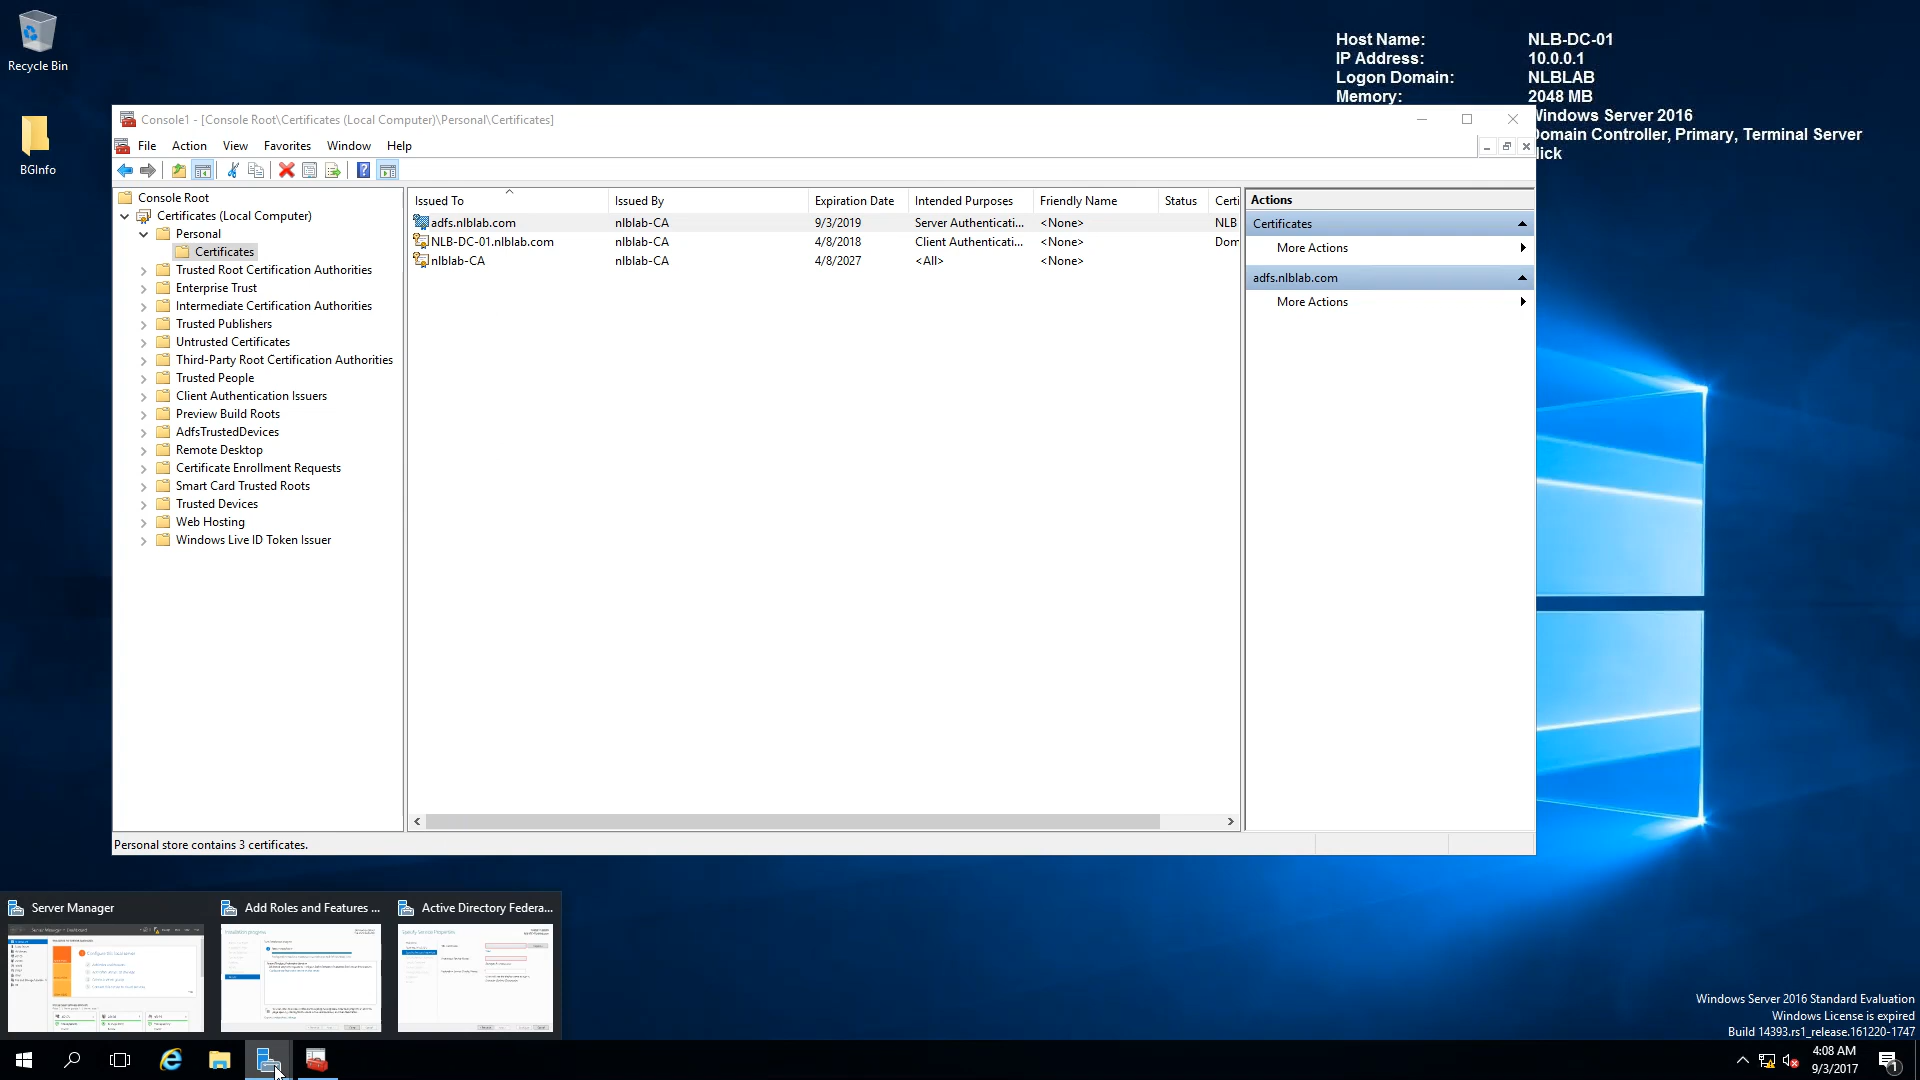 Recycle Bin
BGInfo
Host Name: NLB-DC-01
IP Address: 10.0.0.1
Logon Domain: NLBLAB
Memory: 2048 MB
Windows Server 2016
Domain Controller, Primary, Terminal Server
lick
Console1 - [Console Root\Certificates (Local Computer)\Personal\Certificates]
File Action View Favorites Window Help
Console Root
Certificates (Local Computer)
Personal
Certificates
Trusted Root Certification Authorities
Enterprise Trust
Intermediate Certification Authorities
Trusted Publishers
Untrusted Certificates
Third-Party Root Certification Authorities
Trusted People
Client Authentication Issuers
Preview Build Roots
AdfsTrustedDevices
Remote Desktop
Certificate Enrollment Requests
Smart Card Trusted Roots
Trusted Devices
Web Hosting
Windows Live ID Token Issuer
Issued To Issued By Expiration Date Intended Purposes Friendly Name Status Certi
adfs.nlblab.com nlblab-CA 9/3/2019 Server Authenticati... <None> NLB
NLB-DC-01.nlblab.com nlblab-CA 4/8/2018 Client Authenticati... <None> Dom
nlblab-CA nlblab-CA 4/8/2027 <All> <None>
Actions
Certificates
More Actions
adfs.nlblab.com
More Actions
Personal store contains 3 certificates.
Server Manager
Add Roles and Features ...
Active Directory Federa...
Installation progress
Specify Service Properties
Windows Server 2016 Standard Evaluation
Windows License is expired
Build 14393.rs1_release.161220-1747
4:08 AM
9/3/2017
1